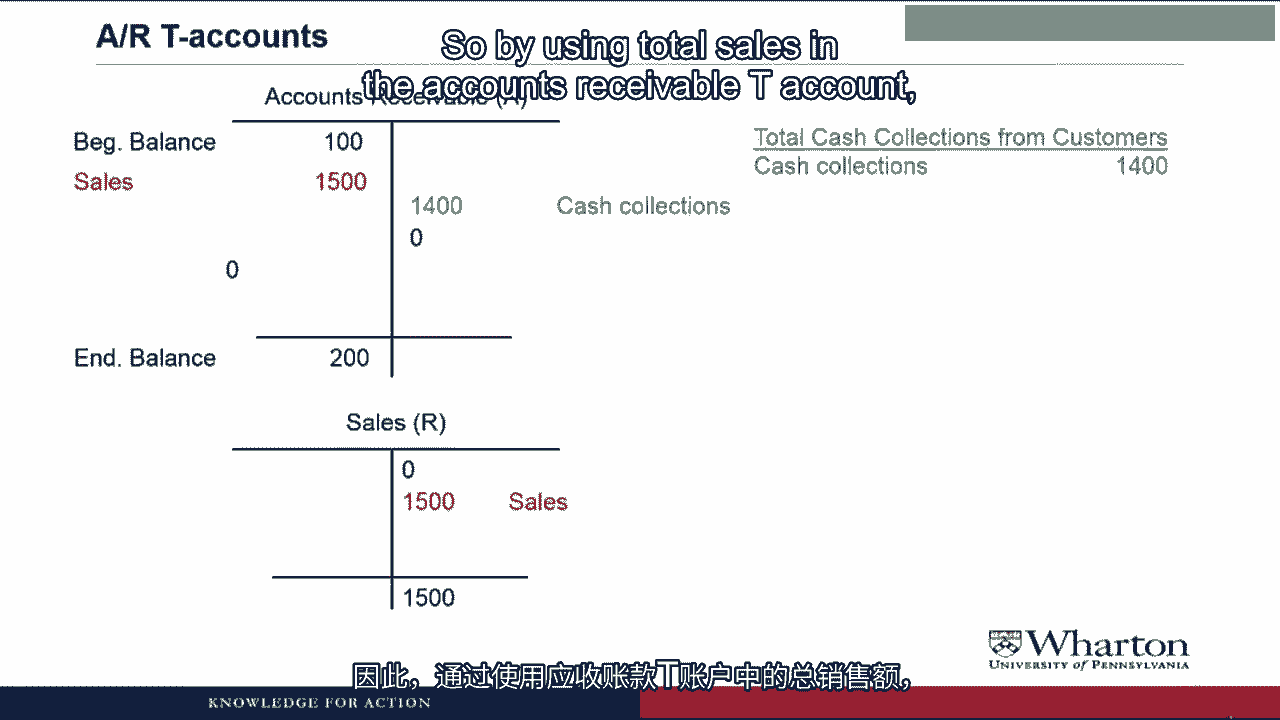 A/R T-accounts
So by using total sales in
the accounts receivable T account,
Accounts Receivable (A)
Beg. Balance 100
Total Cash Collections from Customers
Cash collections 1400
Sales 1500
1400 Cash collections
0
0
End. Balance 200
Sales (R)
0
1500 Sales
1500
Wharton
UNIVERSITY of PENNSYLVANIA
因此，通过使用应收账款T账户中的总销售额，
KNOWLEDGE FOR ACTION